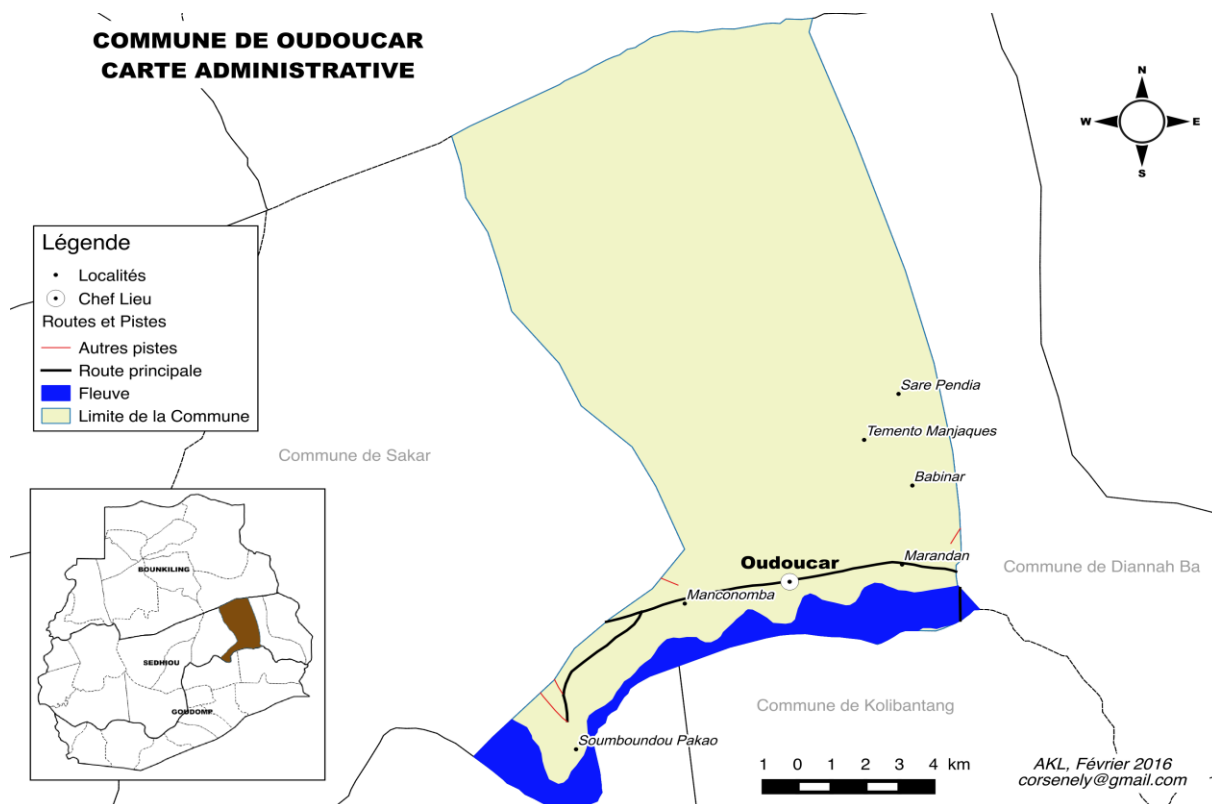 COMMUNE DE OUDOUCAR
CARTE ADMINISTRATIVE
N
W
E
S
Légende
Localités
Chef Lieu
Routes et Pistes
Autres pistes
Route principale
Fleuve
Limite de la Commune
Sare Pendia
Temento Manjaques
Commune de Sakar
Babinar
Oudoucar
Marandan
Commune de Diannah Ba
Manconomba
BOUNKILING
SEDHIOU
GOUDOMP
Commune de Kolibantang
Soumboundou Pakao
1 0 1 2 3 4 km
AKL, Février 2016
corsenely@gmail.com